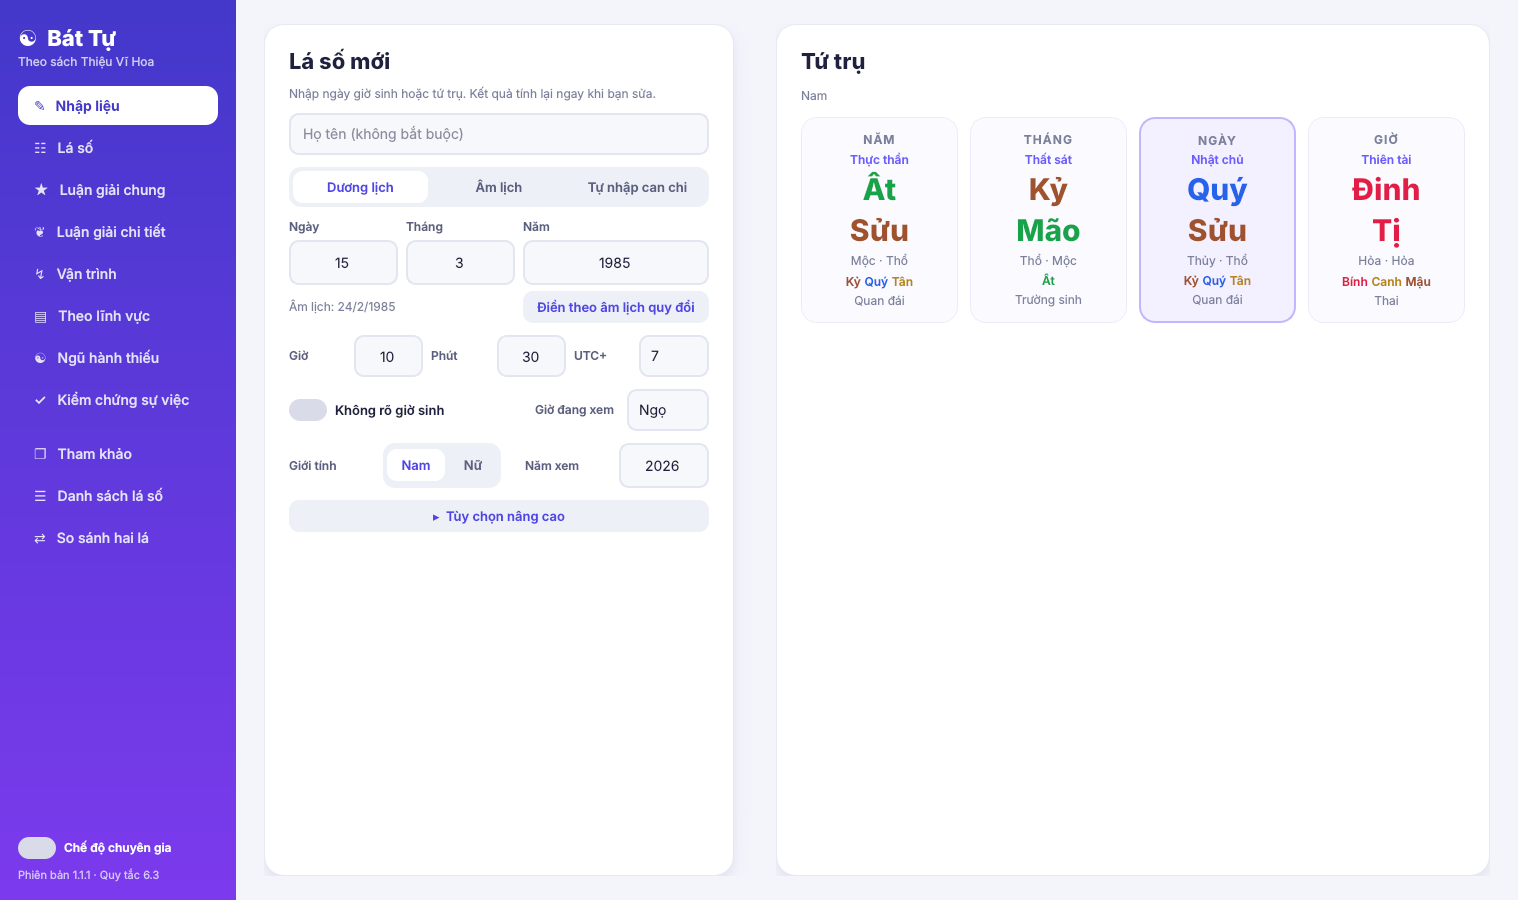 ☯ Bát Tự
Theo sách Thiệu Vĩ Hoa
✎ Nhập liệu
☷ Lá số
★ Luận giải chung
❦ Luận giải chi tiết
↯ Vận trình
▤ Theo lĩnh vực
☯ Ngũ hành thiếu
✓ Kiểm chứng sự việc
❐ Tham khảo
☰ Danh sách lá số
⇄ So sánh hai lá
Chế độ chuyên gia
Phiên bản 1.1.1 · Quy tắc 6.3
Lá số mới
Nhập ngày giờ sinh hoặc tứ trụ. Kết quả tính lại ngay khi bạn sửa.
Họ tên (không bắt buộc)
Dương lịch Âm lịch Tự nhập can chi
Ngày Tháng Năm
15 3 1985
Âm lịch: 24/2/1985 Điền theo âm lịch quy đổi
Giờ 10 Phút 30 UTC+ 7
Không rõ giờ sinh Giờ đang xem Ngọ
Giới tính Nam Nữ Năm xem 2026
▸ Tùy chọn nâng cao
Tứ trụ
Nam
NĂM
Thực thần
Ất
Sửu
Mộc · Thổ
Kỷ Quý Tân
Quan đái
THÁNG
Thất sát
Kỷ
Mão
Thổ · Mộc
Ất
Trường sinh
NGÀY
Nhật chủ
Quý
Sửu
Thủy · Thổ
Kỷ Quý Tân
Quan đái
GIỜ
Thiên tài
Đinh
Tị
Hỏa · Hỏa
Bính Canh Mậu
Thai